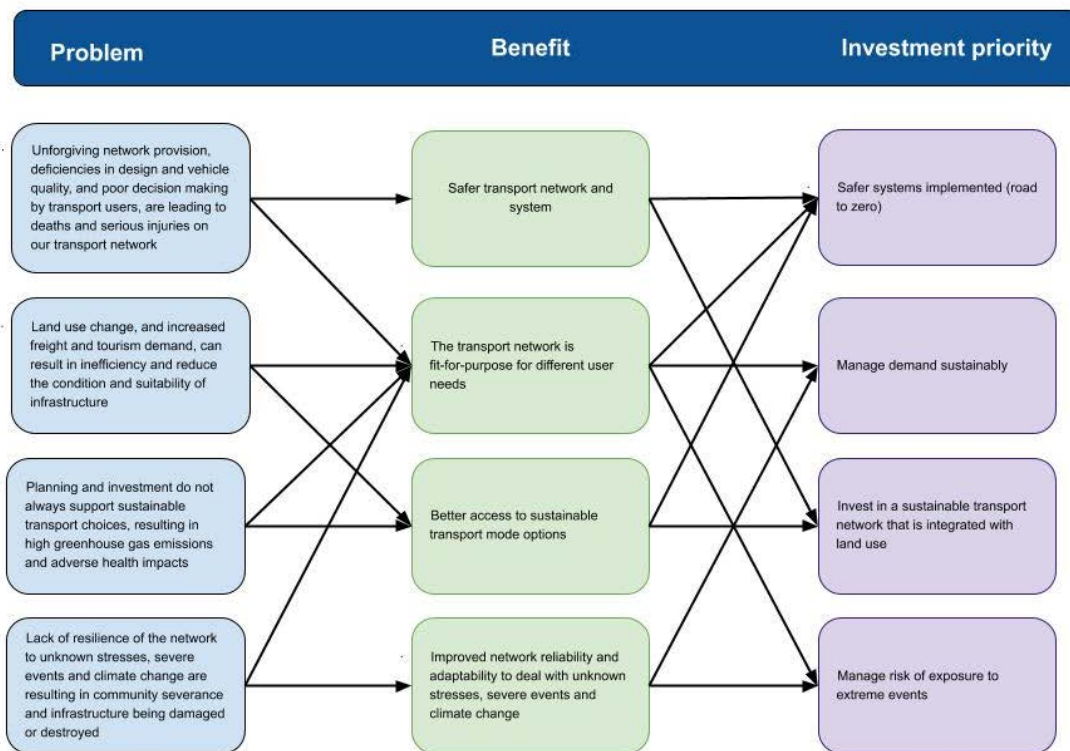 Problem
Benefit
Investment priority
Unforgiving network provision,
deficiencies in design and vehicle
quality, and poor decision making
by transport users, are leading to
deaths and serious injuries on
our transport network
Safer transport network and
system
Safer systems implemented (road
to zero)
Land use change, and increased
freight and tourism demand, can
result in inefficiency and reduce
the condition and suitability of
infrastructure
The transport network is
fit-for-purpose for different user
needs
Manage demand sustainably
Planning and investment do not
always support sustainable
transport choices, resulting in
high greenhouse gas emissions
and adverse health impacts
Better access to sustainable
transport mode options
Invest in a sustainable transport
network that is integrated with
land use
Lack of resilience of the network
to unknown stresses, severe
events and climate change are
resulting in community severance
and infrastructure being damaged
or destroyed
Improved network reliability and
adaptability to deal with unknown
stresses, severe events and
climate change
Manage risk of exposure to
extreme events